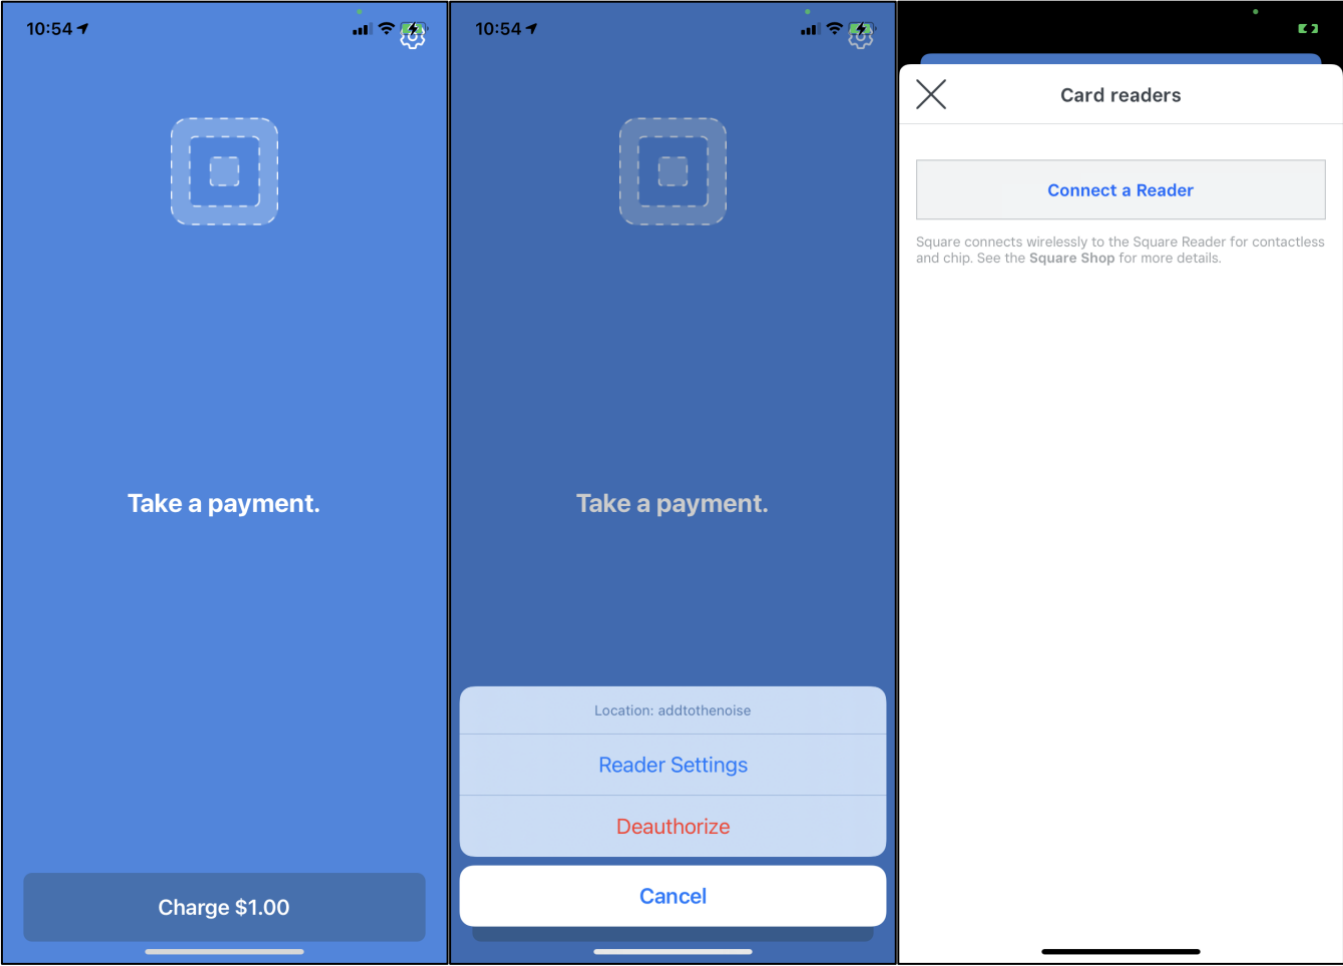 10:54
Take a payment.
Charge $1.00
10:54
Take a payment.
Location: addtothenoise
Reader Settings
Deauthorize
Cancel
Card readers
Connect a Reader
Square connects wirelessly to the Square Reader for contactless
and chip. See the Square Shop for more details.